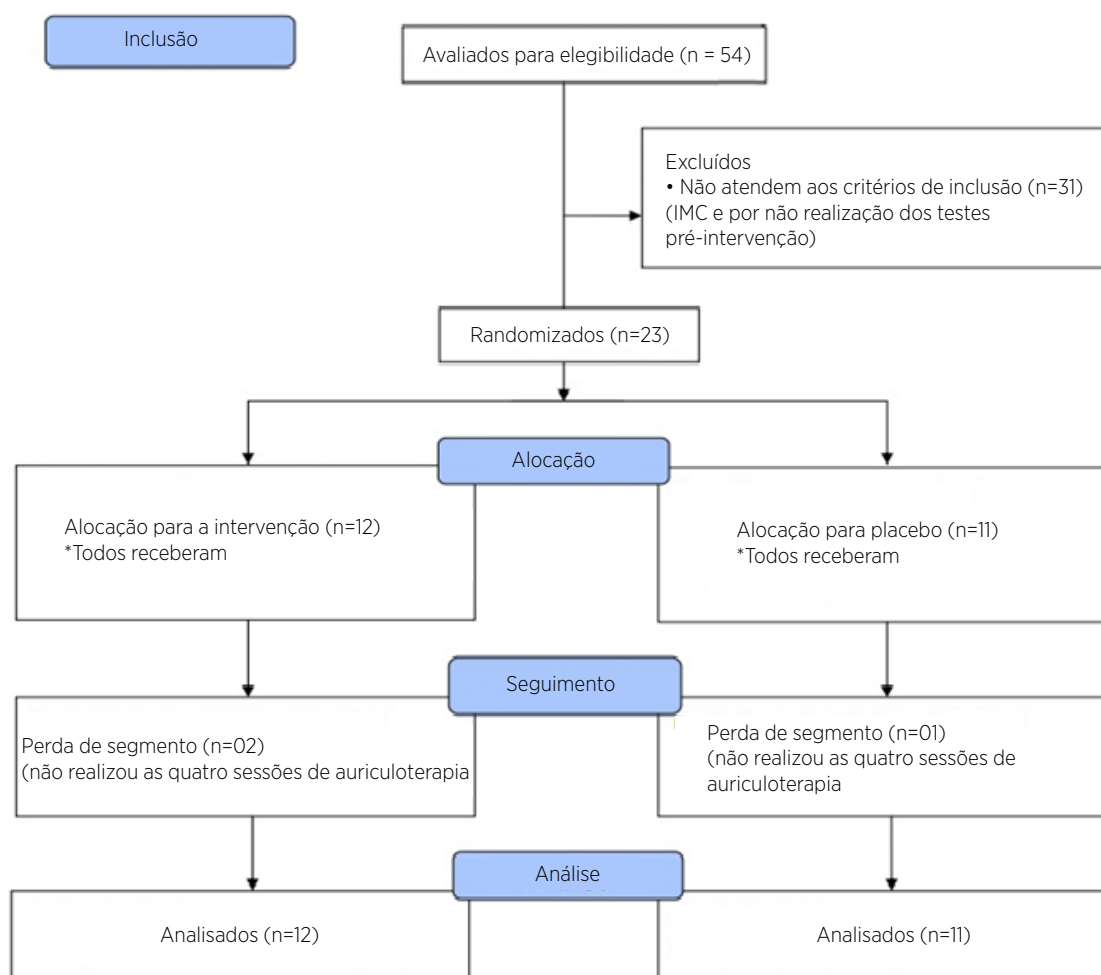 Inclusão
Avaliados para elegibilidade (n = 54)
Excluídos
• Não atendem aos critérios de inclusão (n=31)
(IMC e por não realização dos testes
pré-intervenção)
Randomizados (n=23)
Alocação
Alocação para a intervenção (n=12)
*Todos receberam
Alocação para placebo (n=11)
*Todos receberam
Seguimento
Perda de segmento (n=02)
(não realizou as quatro sessões de auriculoterapia
Perda de segmento (n=01)
(não realizou as quatro sessões de
auriculoterapia
Análise
Analisados (n=12)
Analisados (n=11)